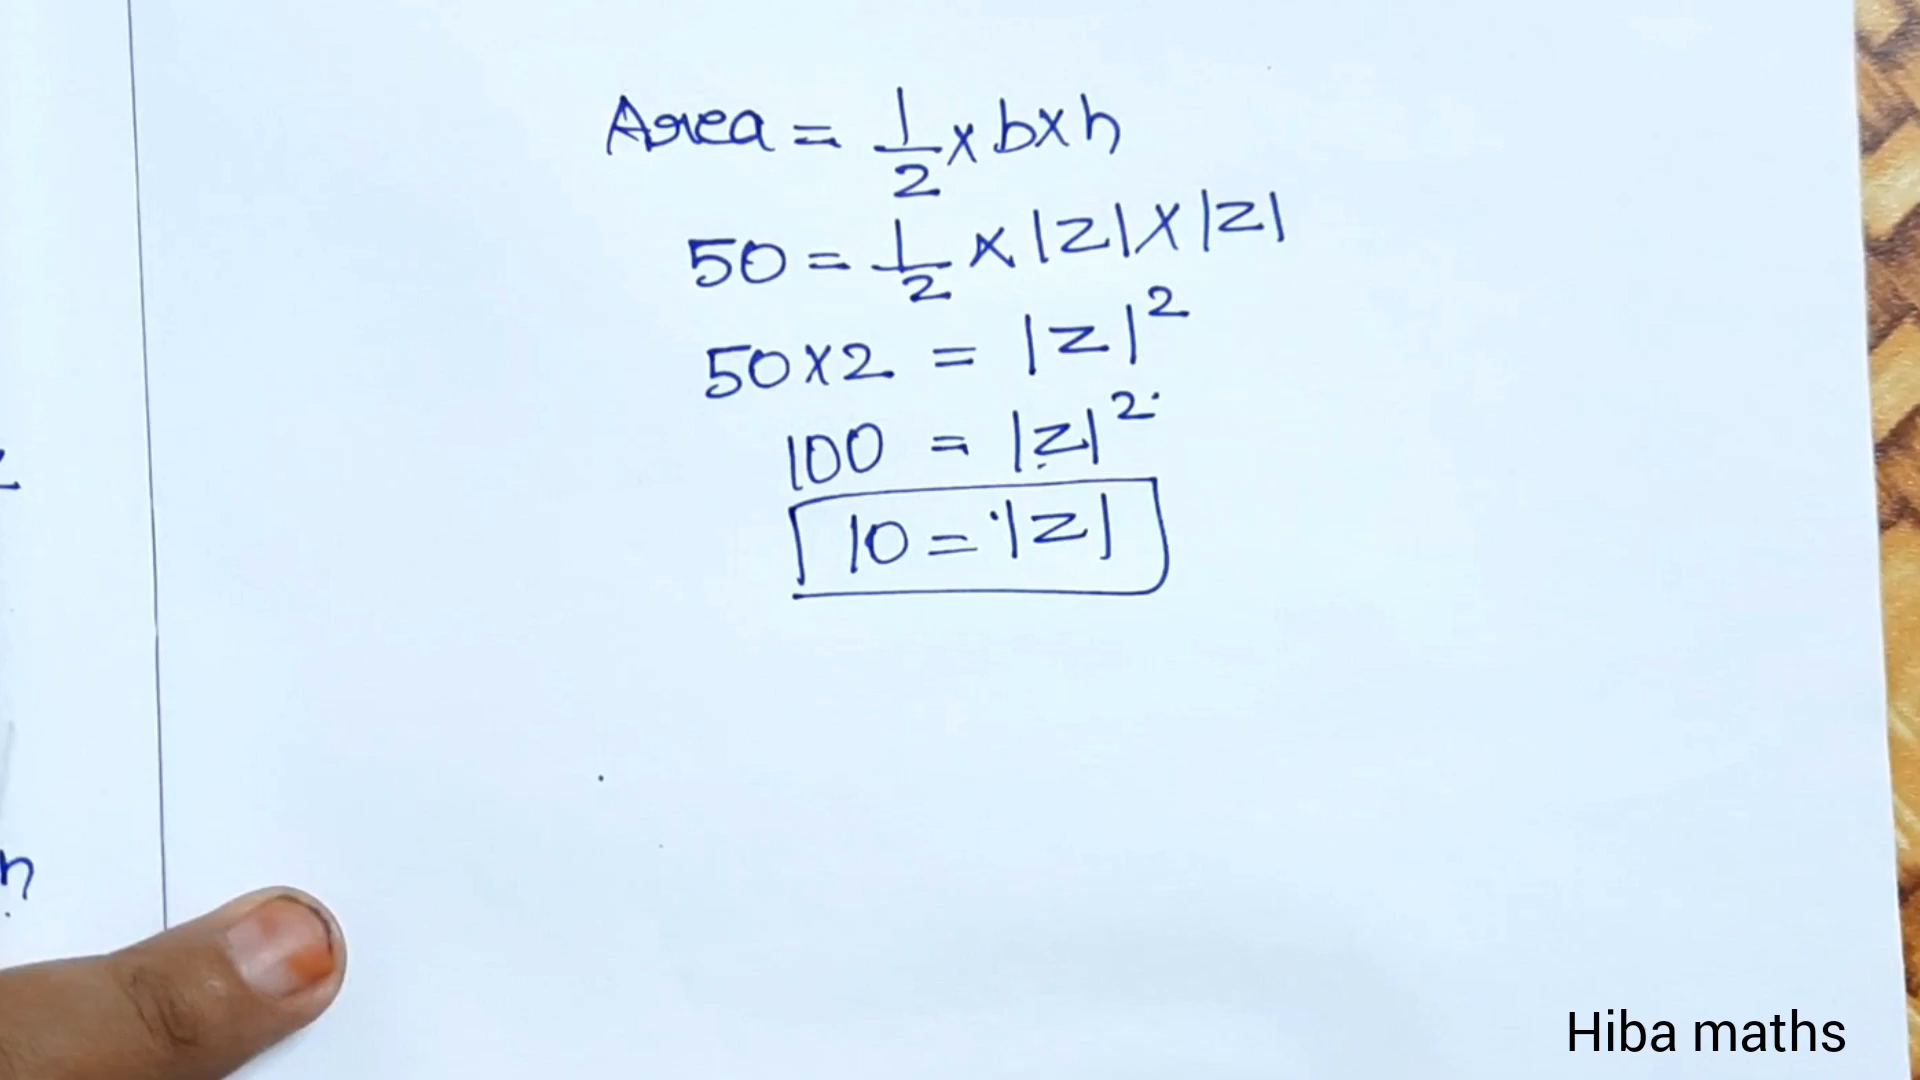 Area = 1/2 x b x h
50 = 1/2 x |z| x |z|
50x2 = |z|²
100 = |z|²
10 = |z|
n
Hiba maths